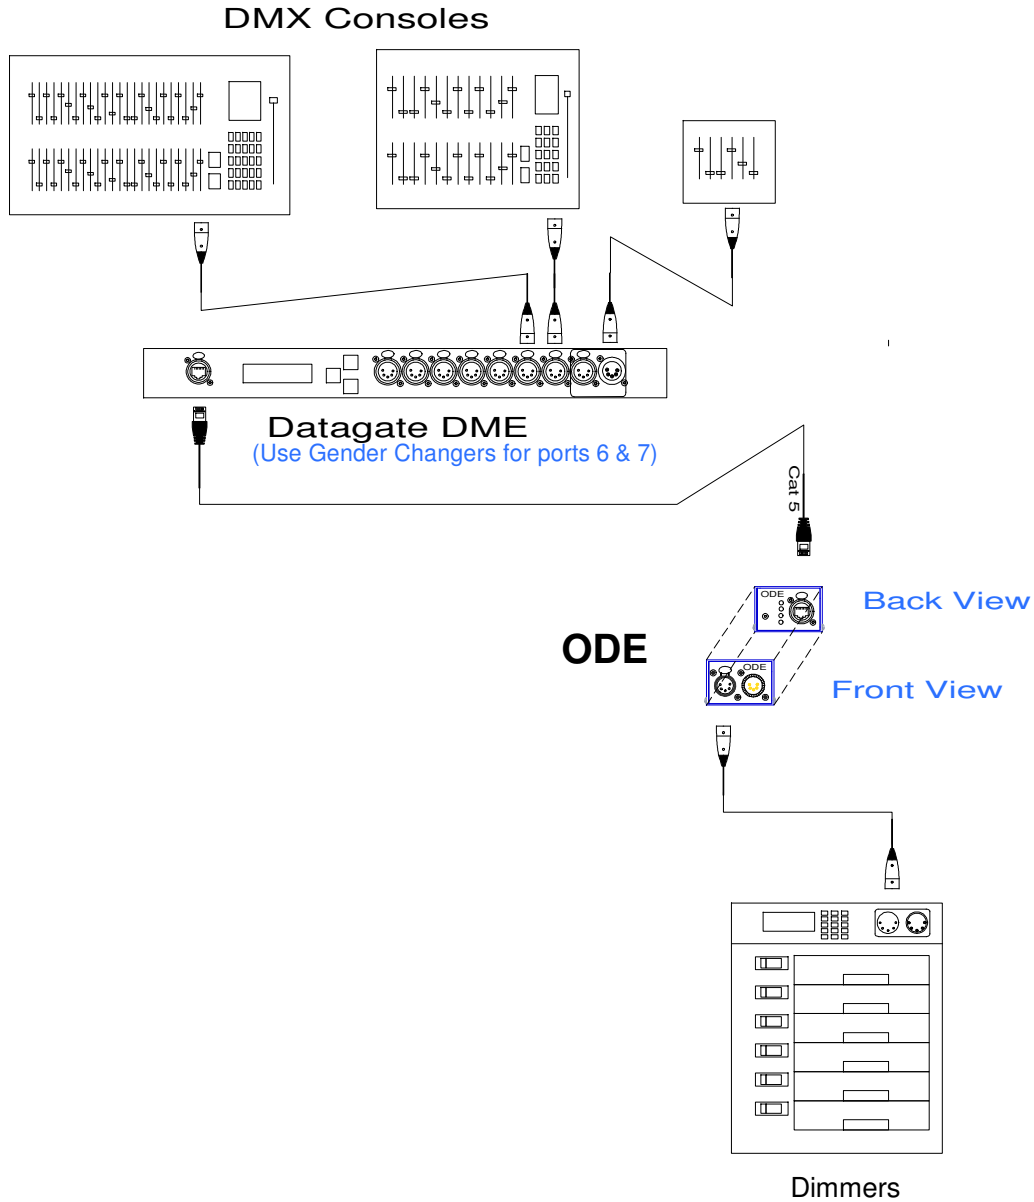 DMX Consoles
Datagate DME
(Use Gender Changers for ports 6 & 7)
Cat 5
ODE
Back View
ODE
ODE
Front View
Dimmers